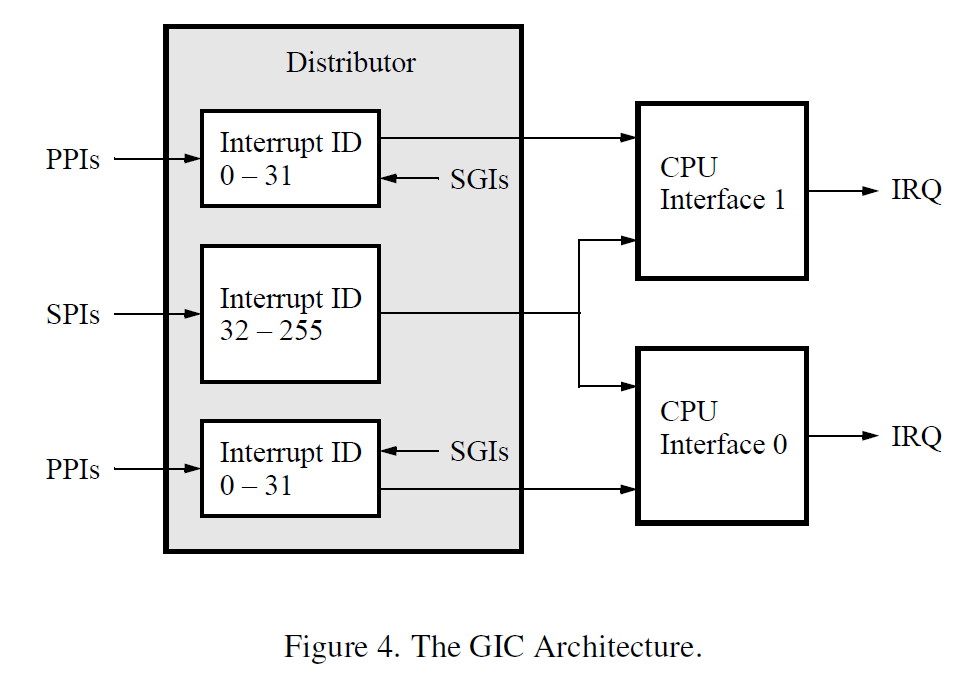 Distributor
PPIs
Interrupt ID
0 – 31
SGIs
CPU
Interface 1
IRQ
SPIs
Interrupt ID
32 – 255
PPIs
Interrupt ID
0 – 31
SGIs
CPU
Interface 0
IRQ
Figure 4. The GIC Architecture.